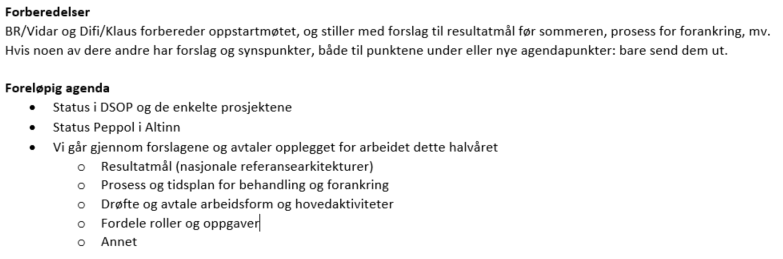 Forberedelser
BR/Vidar og Difi/Klaus forbereder oppstartmøtet, og stiller med forslag til resultatmål før sommeren, prosess for forankring, mv.
Hvis noen av dere andre har forslag og synspunkter, både til punktene under eller nye agendapunkter: bare send dem ut.
Foreløpig agenda
• Status i DSOP og de enkelte prosjektene
• Status Peppol i Altinn
• Vi går gjennom forslagene og avtaler opplegget for arbeidet dette halvåret
o Resultatmål (nasjonale referansearkitekturer)
o Prosess og tidsplan for behandling og forankring
o Drøfte og avtale arbeidsform og hovedaktiviteter
o Fordele roller og oppgaver
o Annet